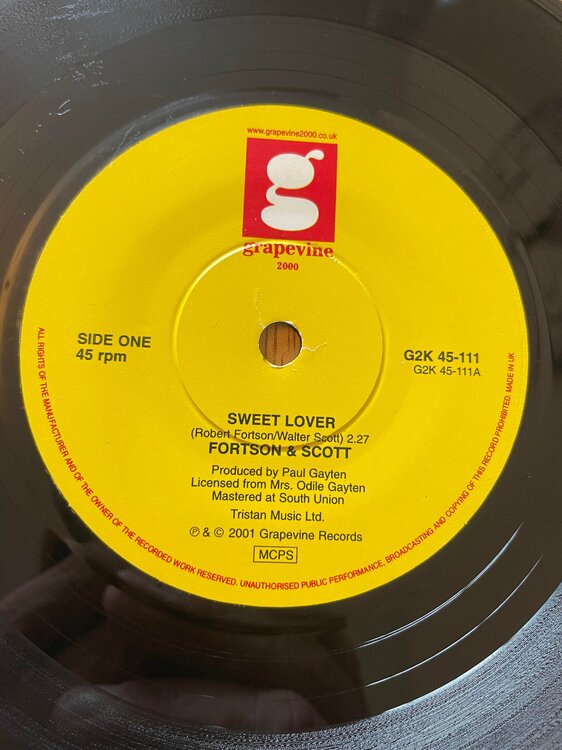 www.grapevine2000.co.uk
g
grapevine
2000
SIDE ONE
45 rpm
G2K 45-111
G2K 45-111A
SWEET LOVER
(Robert Fortson/Walter Scott) 2.27
FORTSON & SCOTT
Produced by Paul Gayten
Licensed from Mrs. Odile Gayten
Mastered at South Union
Tristan Music Ltd.
℗ & © 2001 Grapevine Records
MCPS
ALL RIGHTS OF THE MANUFACTURER AND OF THE OWNER OF THE RECORDED WORK RESERVED. UNAUTHORISED PUBLIC PERFORMANCE, BROADCASTING AND COPYING OF THIS RECORD PROHIBITED. MADE IN UK